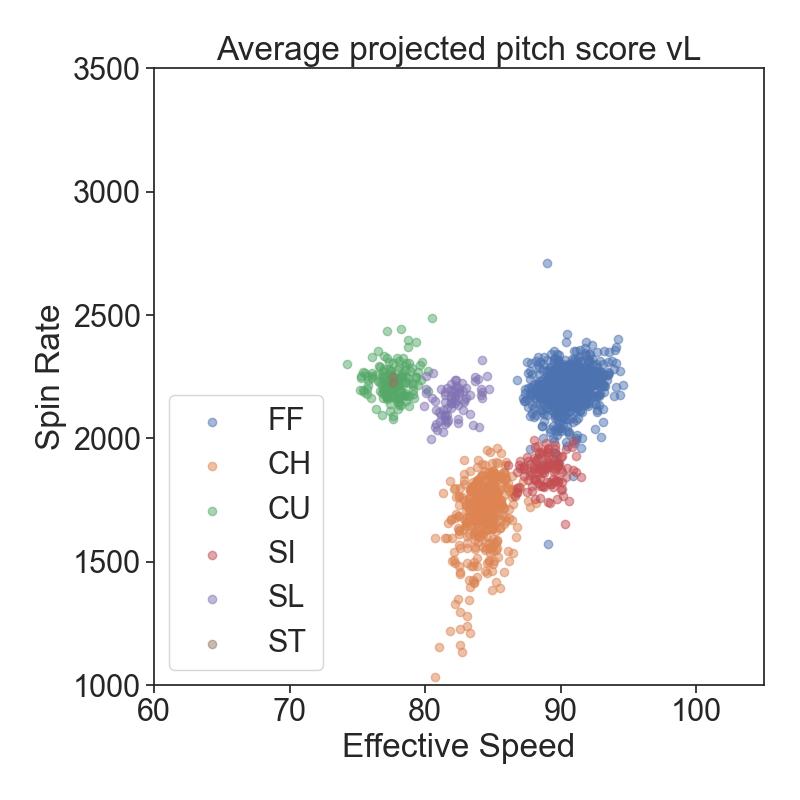 Average projected pitch score vL
3500
3000
2500
2000
1500
1000
Spin Rate
FF
CH
CU
SI
SL
ST
60 70 80 90 100
Effective Speed